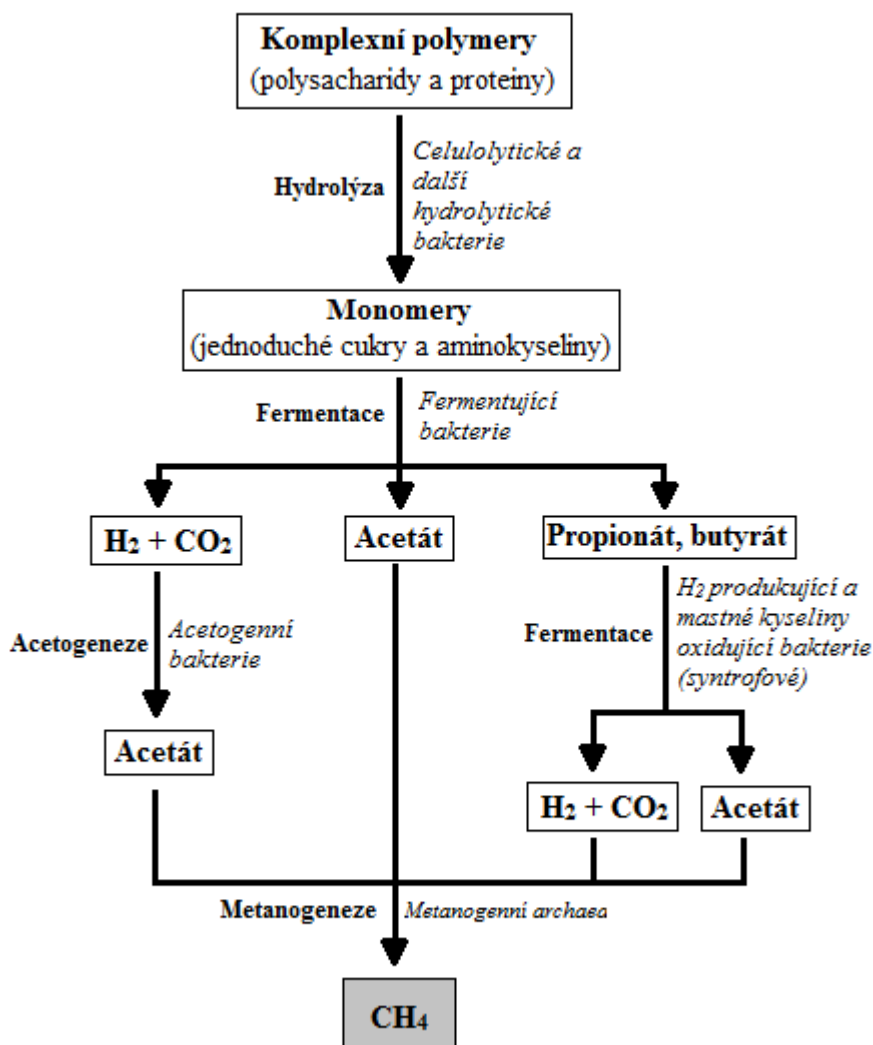 Komplexní polymery
(polysacharidy a proteiny)
Hydrolýza
Celulolytické a
další
hydrolytické
bakterie
Monomery
(jednoduché cukry a aminokyseliny)
Fermentace
Fermentující
bakterie
H₂ + CO₂
Acetát
Propionát, butyrát
Acetogeneze
Acetogenní
bakterie
Fermentace
H₂ produkující a
mastné kyseliny
oxidující bakterie
(syntrofové)
Acetát
H₂ + CO₂
Acetát
Metanogeneze
Metanogenní archaea
CH₄